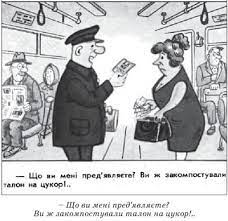 — Що ви мені пред'являєте? Ви ж закомпостували
талон на цукор!..
— Що ви мені пред'являєте?
Ви ж закомпостували талон на цукор!..